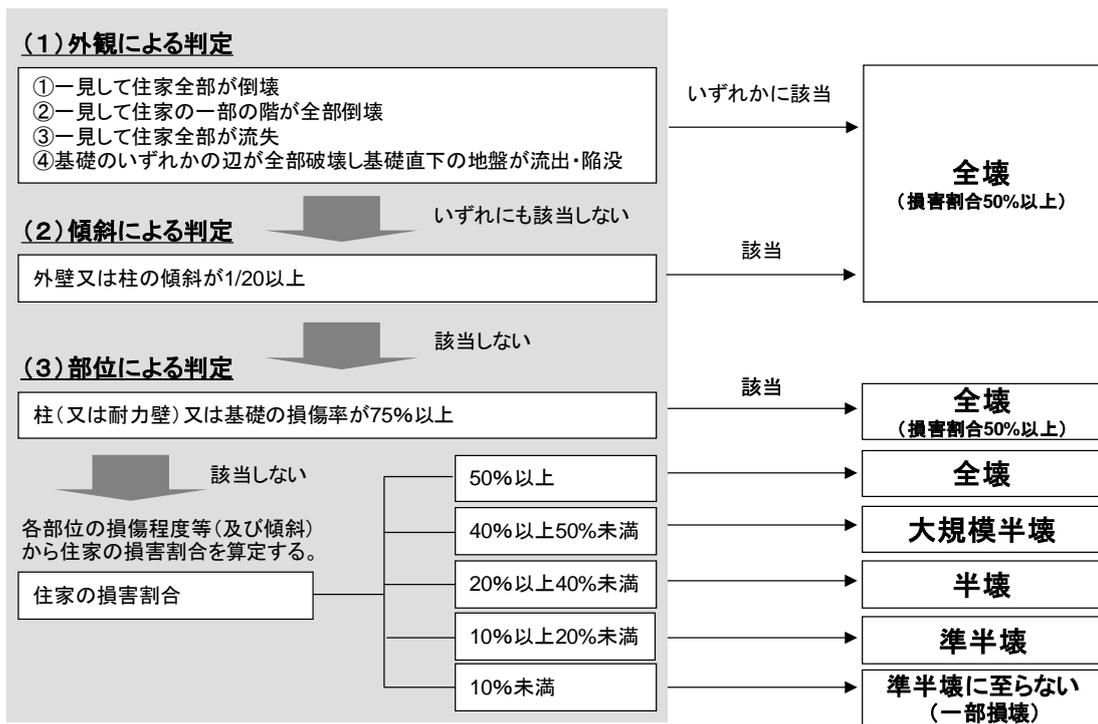 (1)外観による判定
①一見して住家全部が倒壊
②一見して住家の一部の階が全部倒壊
③一見して住家全部が流失
④基礎のいずれかの辺が全部破壊し基礎直下の地盤が流出・陥没
いずれかに該当
全壊
(損害割合50%以上)
いずれにも該当しない
(2)傾斜による判定
外壁又は柱の傾斜が1/20以上
該当
該当しない
(3)部位による判定
柱(又は耐力壁)又は基礎の損傷率が75%以上
該当
全壊
(損害割合50%以上)
該当しない
各部位の損傷程度等(及び傾斜)
から住家の損害割合を算定する。
住家の損害割合
50%以上
全壊
40%以上50%未満
大規模半壊
20%以上40%未満
半壊
10%以上20%未満
準半壊
10%未満
準半壊に至らない
(一部損壊)